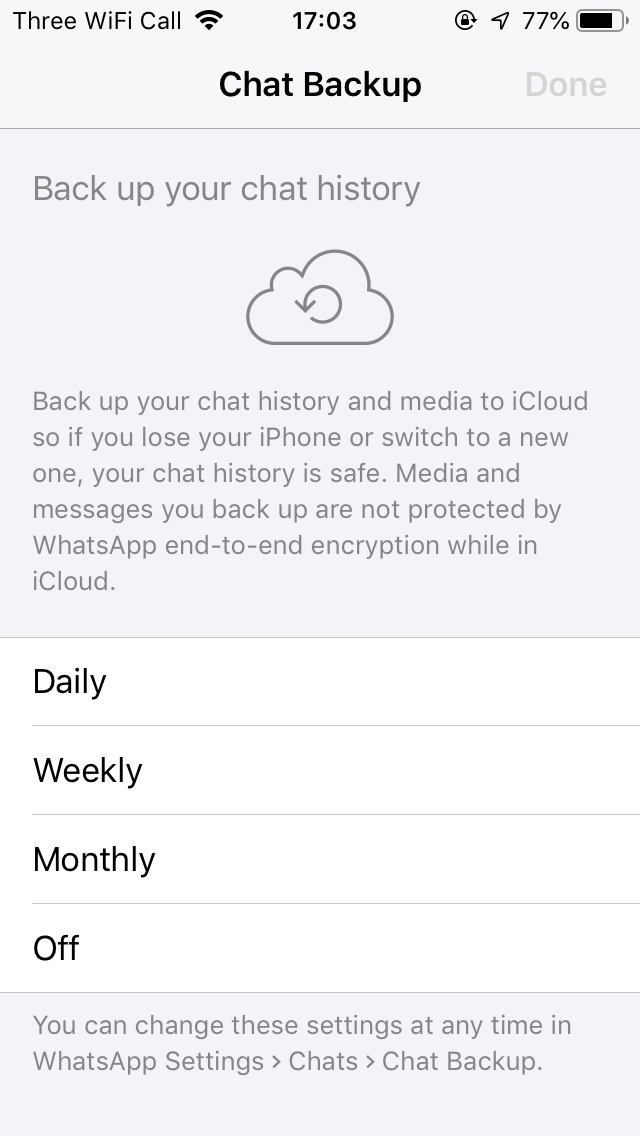 Three WiFi Call 17:03 77%
Chat Backup Done
Back up your chat history
Back up your chat history and media to iCloud
so if you lose your iPhone or switch to a new
one, your chat history is safe. Media and
messages you back up are not protected by
WhatsApp end-to-end encryption while in
iCloud.
Daily
Weekly
Monthly
Off
You can change these settings at any time in
WhatsApp Settings > Chats > Chat Backup.